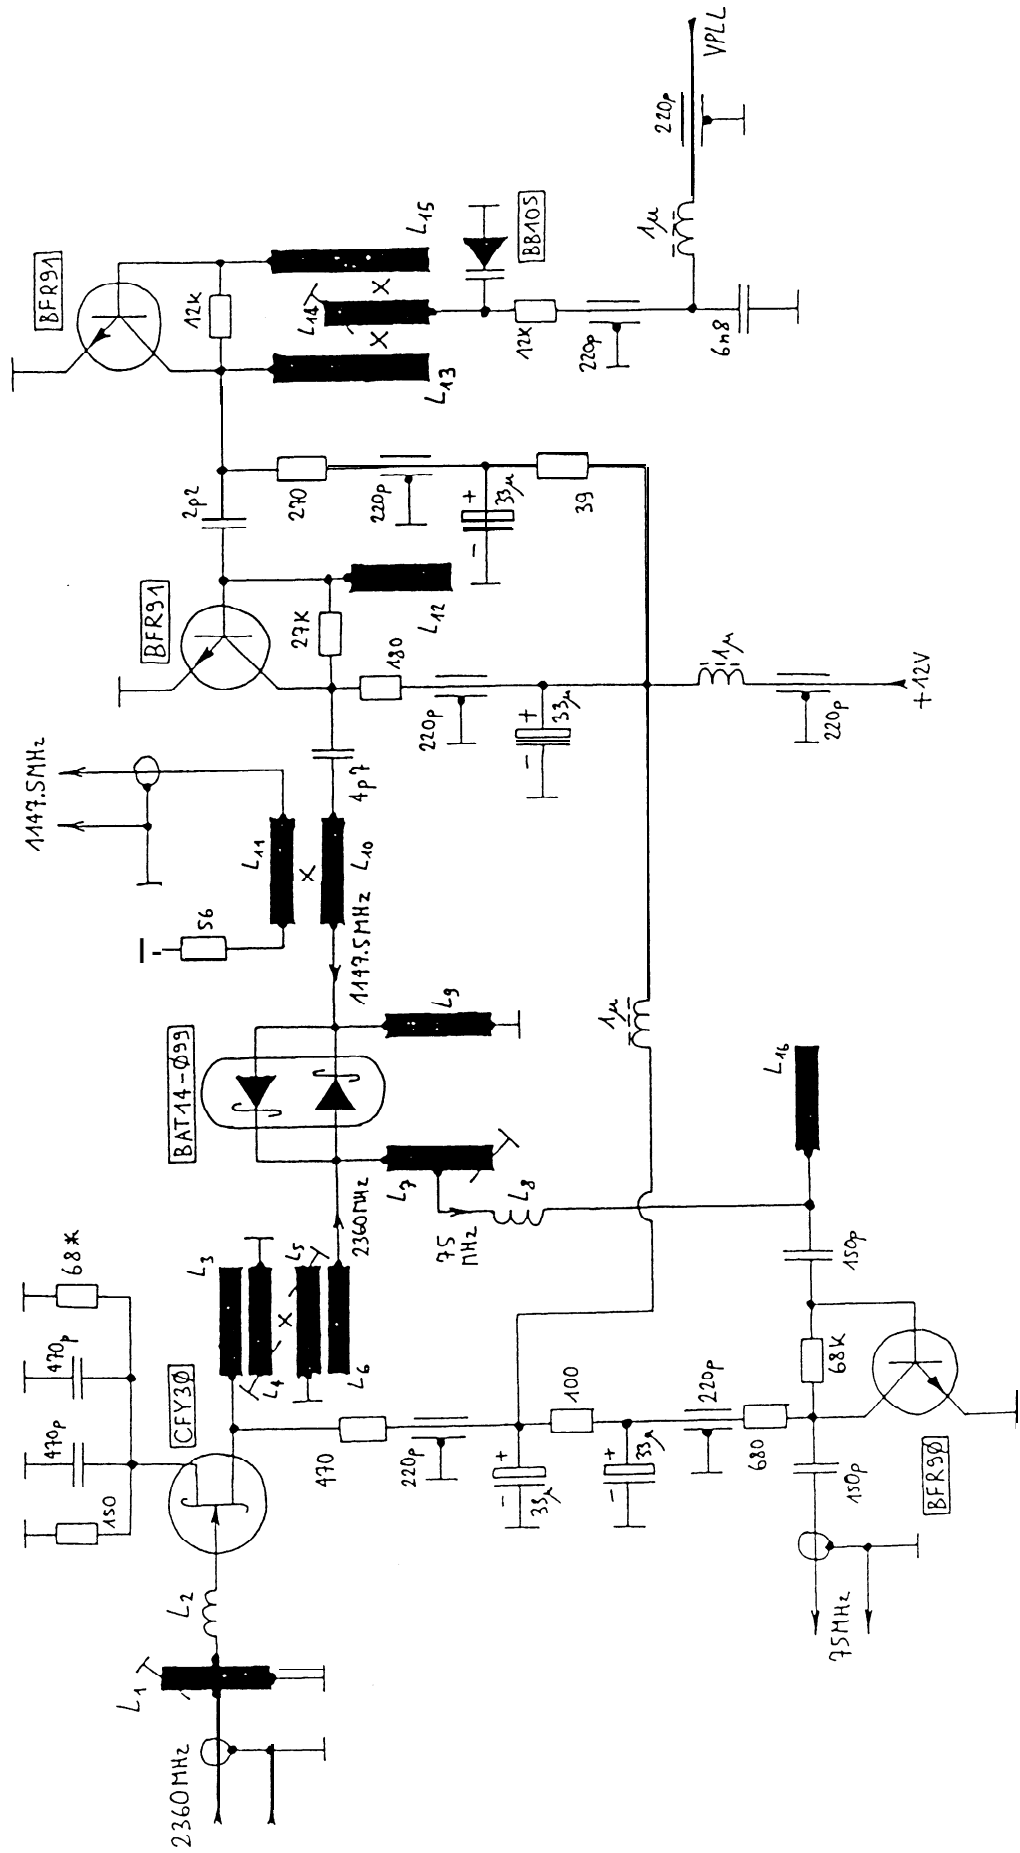 2360MHz
L1
L2
150
470p
470p
68*
CFY30
L3
L4
L5
L6
2360MHz
470
220p
+
-
33µ
100
+
-
33µ
220p
680
68K
150p
150p
BFR90
75MHz
L16
L7
75
MHz
L8
BAT14-Ø99
L9
1147.5MHz
56
L11
X
L10
1147.5MHz
4p7
1µ
BFR91
27K
L12
180
220p
+
-
33µ
1µ
220p
+12V
2p2
270
220p
+
-
33µ
39
BFR91
12K
L13
X
L14
X
L15
BB105
12K
220p
6n8
1µ
220p
VPLL
X